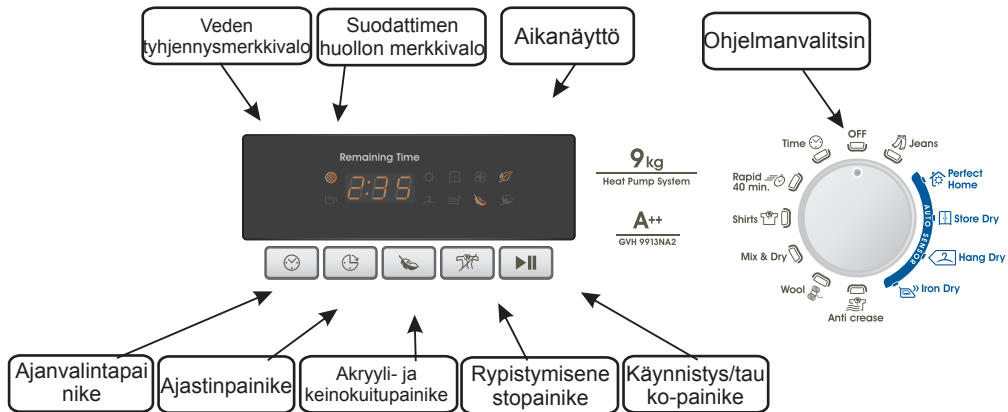 Veden
tyhjennysmerkkivalo
Suodattimen
huollon merkkivalo
Aikanäyttö
Ohjelmanvalitsin
Remaining Time
2:35
9 kg
Heat Pump System
A++
GVH 9913NA2
OFF
Time
Jeans
Rapid
40 min.
Perfect
Home
Shirts
Store Dry
AUTO SENSOR
Mix & Dry
Hang Dry
Wool
Iron Dry
Anti crease
Ajanvalintapai
nike
Ajastinpainike
Akryyli- ja
keinokuitupainike
Rypistymisene
stopainike
Käynnistys/tau
ko-painike